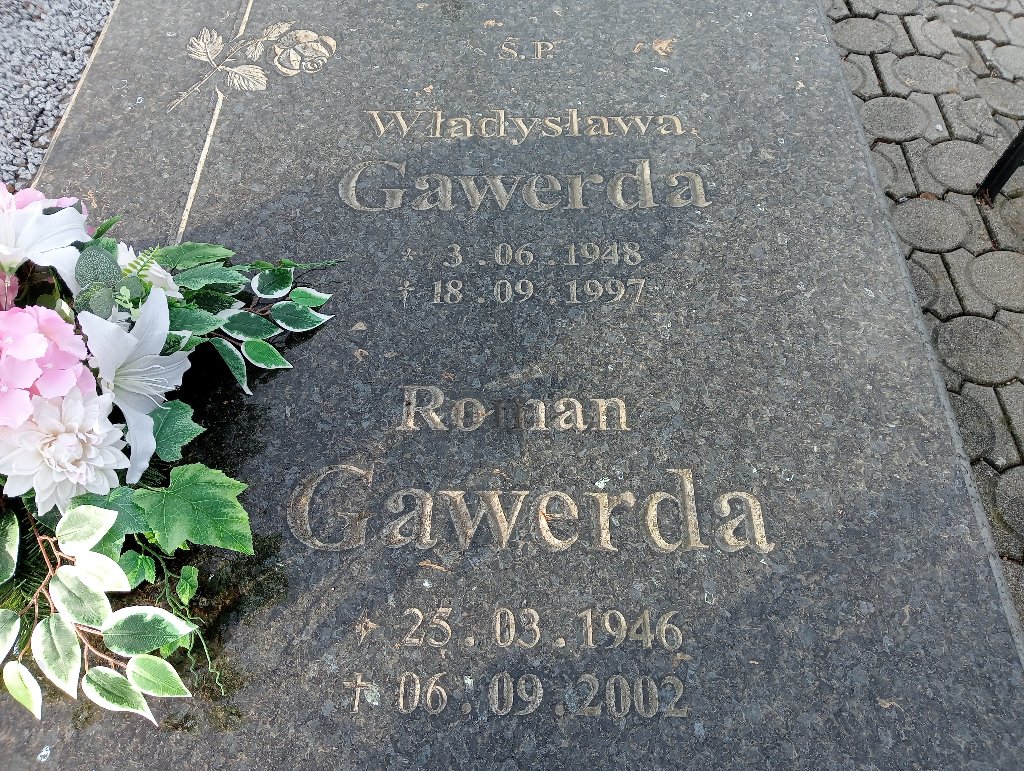 Ś.P.
Władysława
Gawerda
* 3.06.1948
† 18.09.1997
Roman
Gawerda
* 25.03.1946
† 06.09.2002